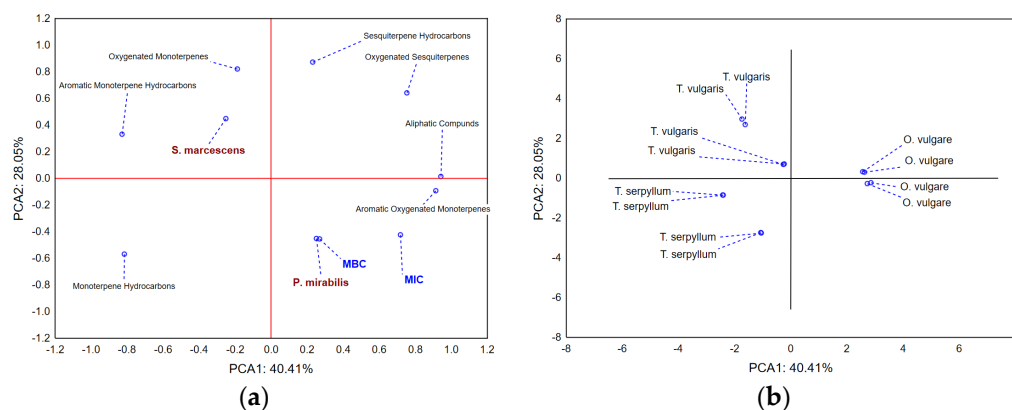 1.2
1.0
0.8
0.6
0.4
0.2
0.0
-0.2
-0.4
-0.6
-0.8
-1.0
-1.2
PCA2: 28.05%
Sesquiterpene Hydrocarbons
Oxygenated Monoterpenes
Oxygenated Sesquiterpenes
Aromatic Monoterpene Hydrocarbons
Aliphatic Compunds
S. marcescens
Aromatic Oxygenated Monoterpenes
MBC
P. mirabilis
MIC
Monoterpene Hydrocarbons
-1.2 -1.0 -0.8 -0.6 -0.4 -0.2 0.0 0.2 0.4 0.6 0.8 1.0 1.2
PCA1: 40.41%
(a)
8
6
4
2
0
-2
-4
-6
-8
PCA2: 28.05%
T. vulgaris
T. vulgaris
T. vulgaris
T. vulgaris
O. vulgare
O. vulgare
O. vulgare
O. vulgare
T. serpyllum
T. serpyllum
T. serpyllum
T. serpyllum
-8 -6 -4 -2 0 2 4 6
PCA1: 40.41%
(b)